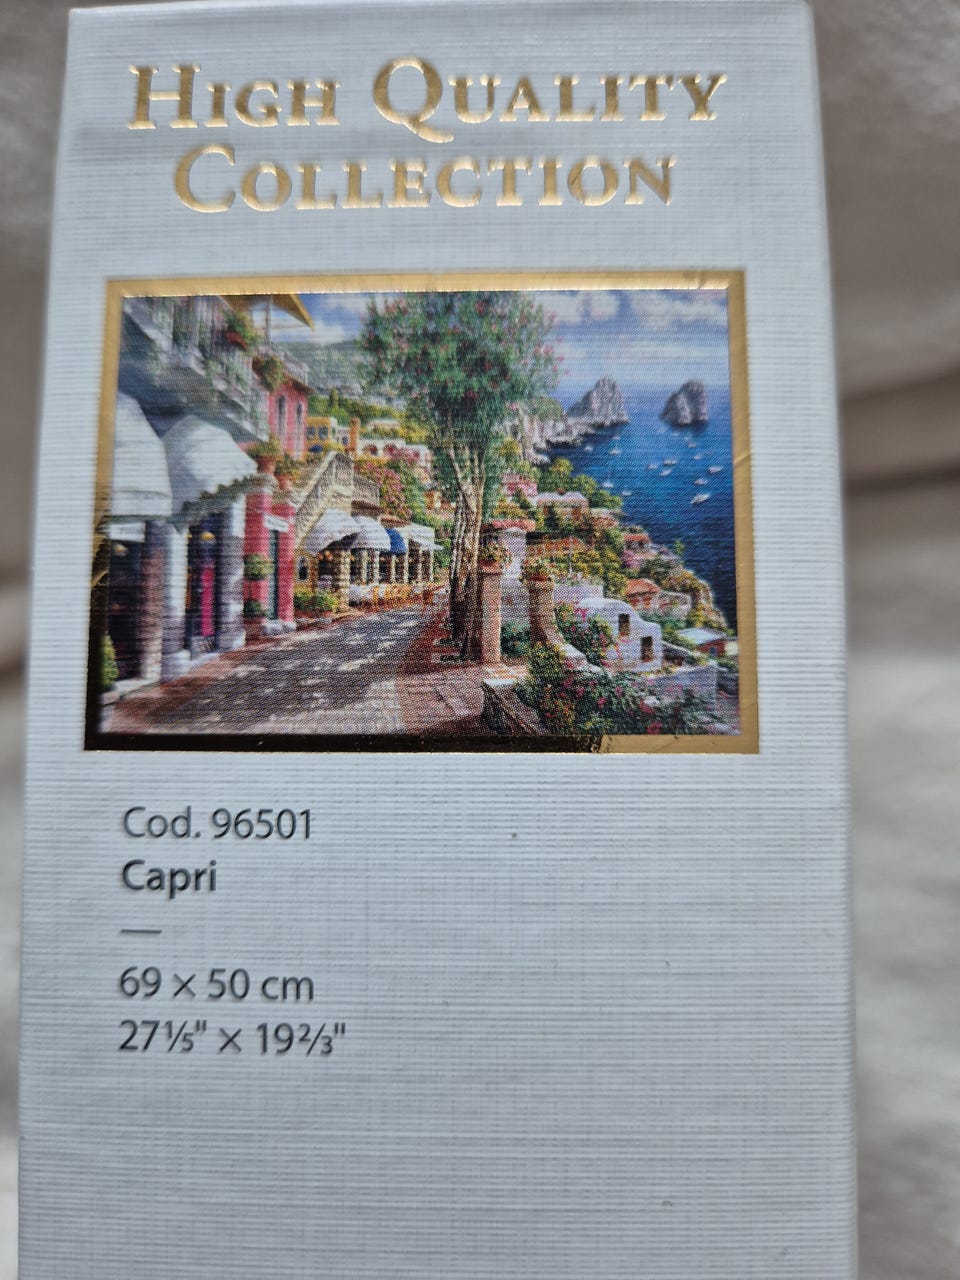 HIGH QUALITY
COLLECTION
Cod. 96501
Capri
69 × 50 cm
27⅕" × 19⅔"